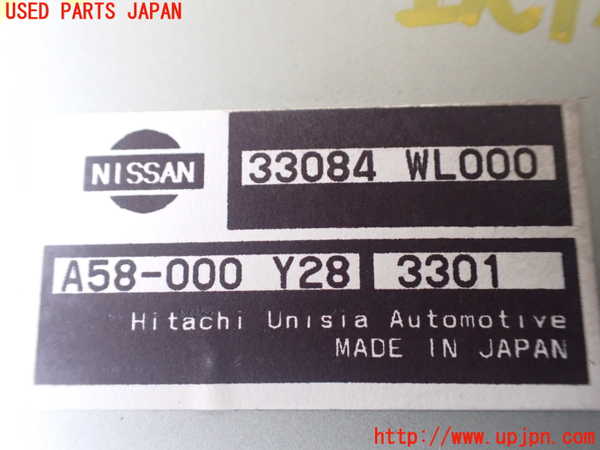 USED PARTS JAPAN
NISSAN
33084 WL000
A58-000 Y28 3301
Hitachi Unisia Automotive
MADE IN JAPAN
http://www.upjpn.com